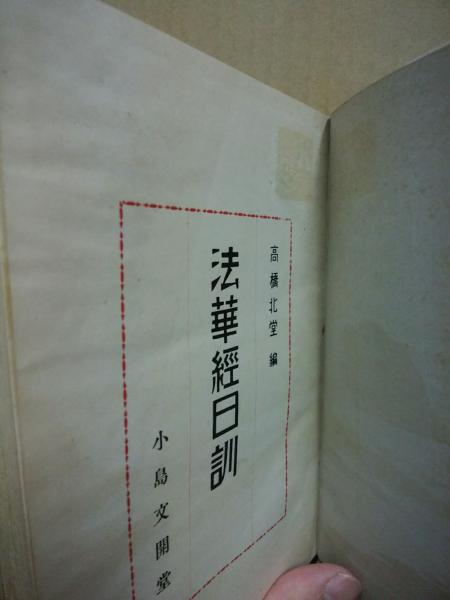 高橋北堂 編
法華經日訓
小島文開堂